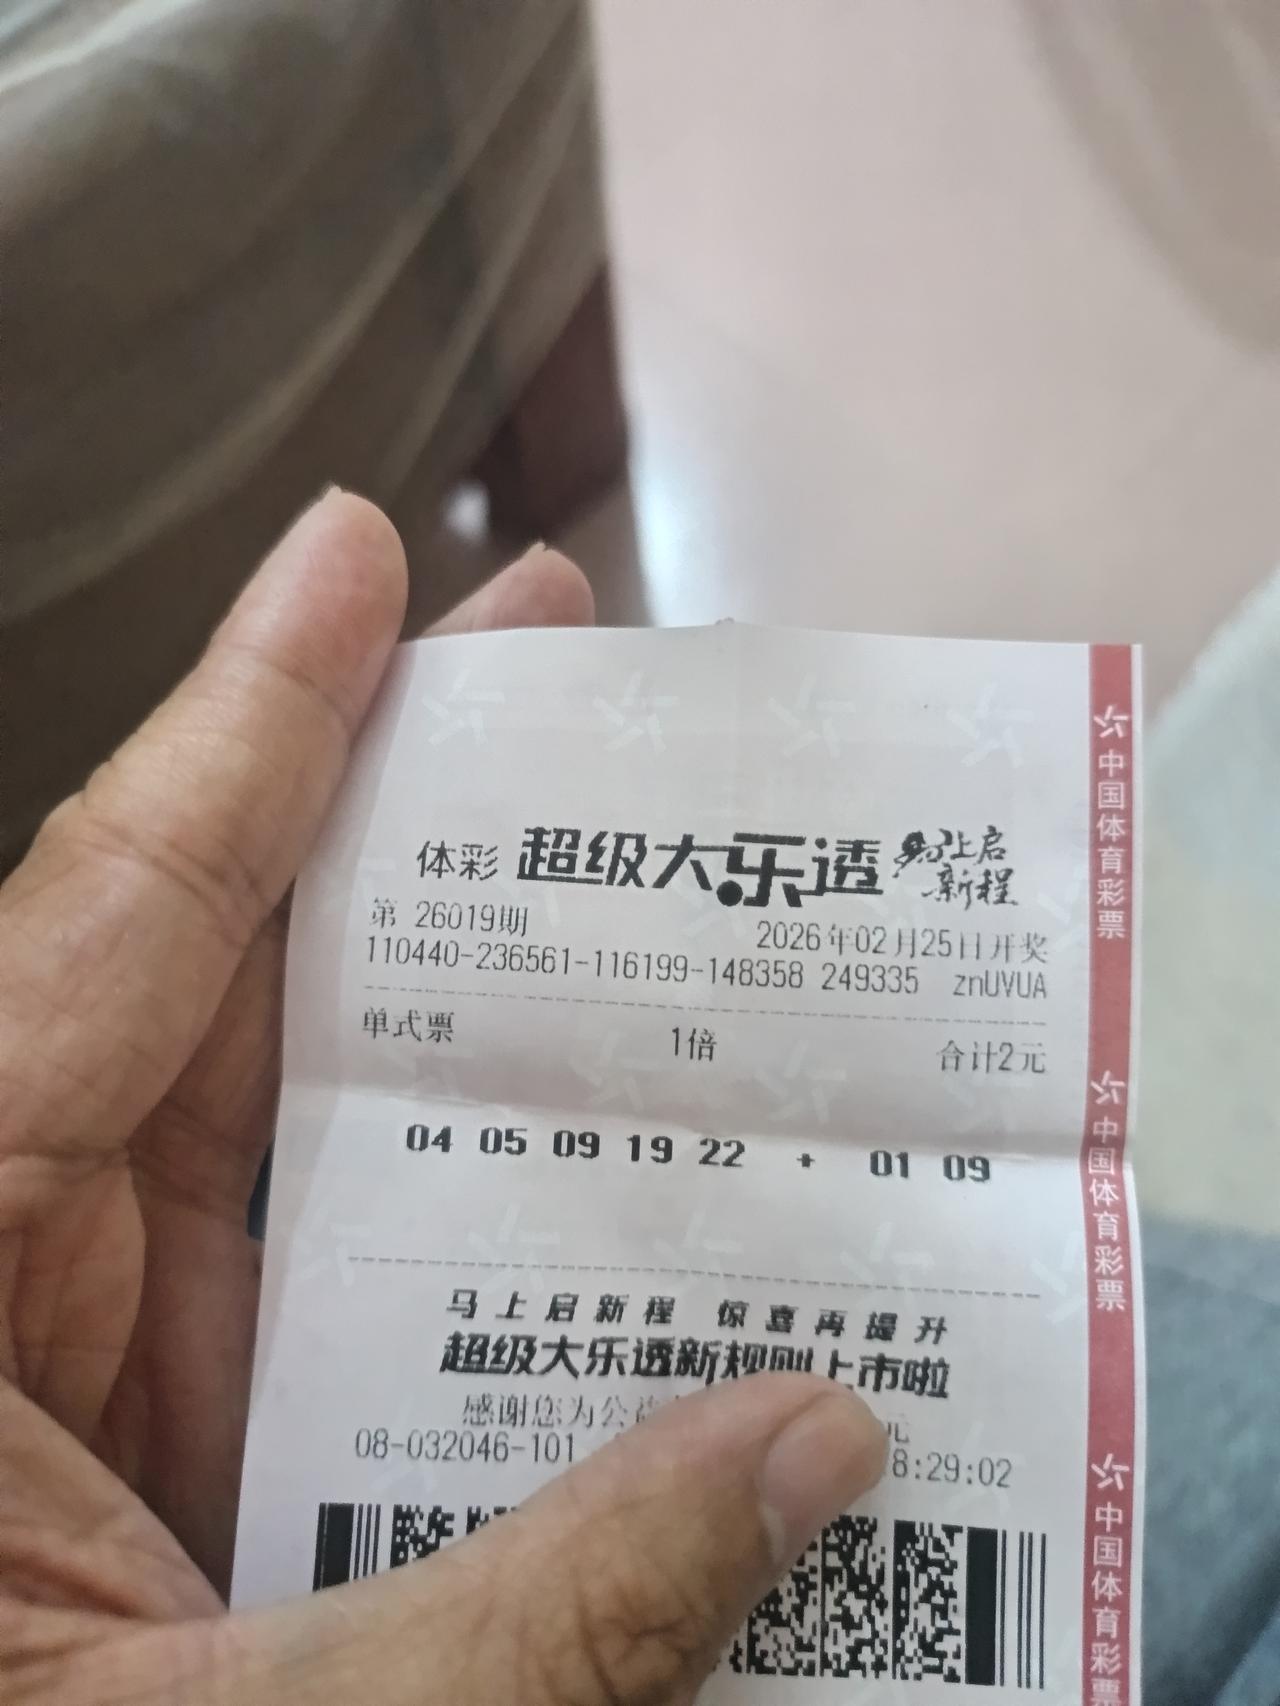 体彩 超级大乐透 马上启新程
第 26019期 2026年02月25日开奖
110440-236561-116199-148358 249335 znUVUA
单式票 1倍 合计2元
04 05 09 19 22 + 01 09
马上启新程 惊喜再提升
超级大乐透新规则上市啦
感谢您为公益 元
08-032046-101 8:29:02
中国体育彩票
中国体育彩票
中国体育彩票